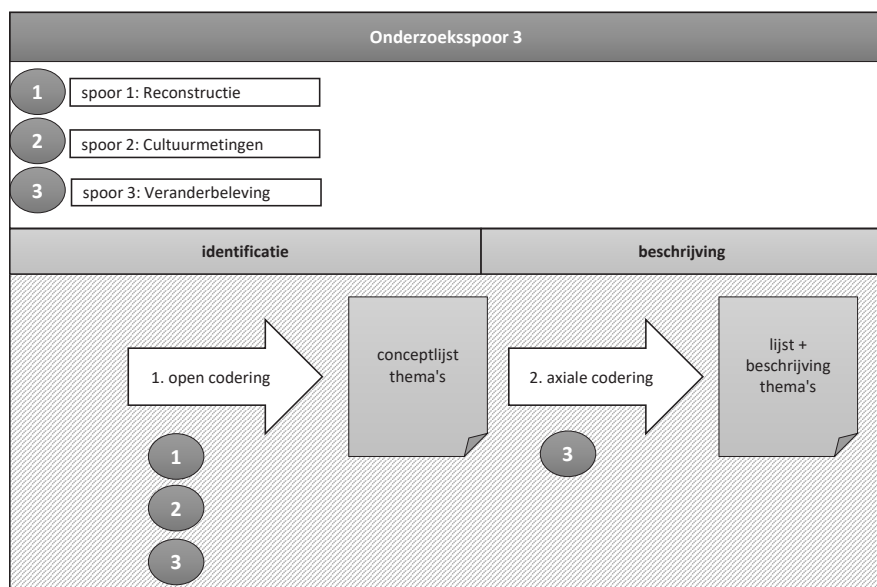 Onderzoeksspoor 3
1
spoor 1: Reconstructie
2
spoor 2: Cultuurmetingen
3
spoor 3: Veranderbeleving
identificatie
beschrijving
1. open codering
conceptlijst
thema's
2. axiale codering
lijst +
beschrijving
thema's
1
2
3
3